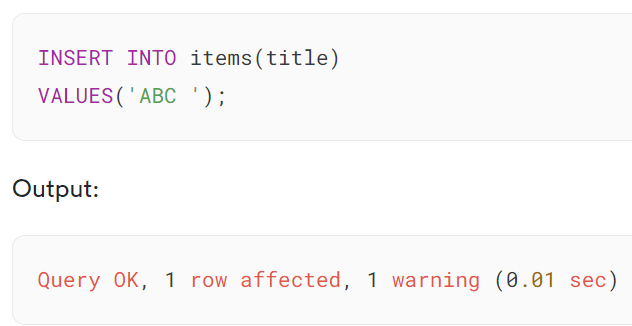 INSERT INTO items(title)
VALUES('ABC ');
Output:
Query OK, 1 row affected, 1 warning (0.01 sec)